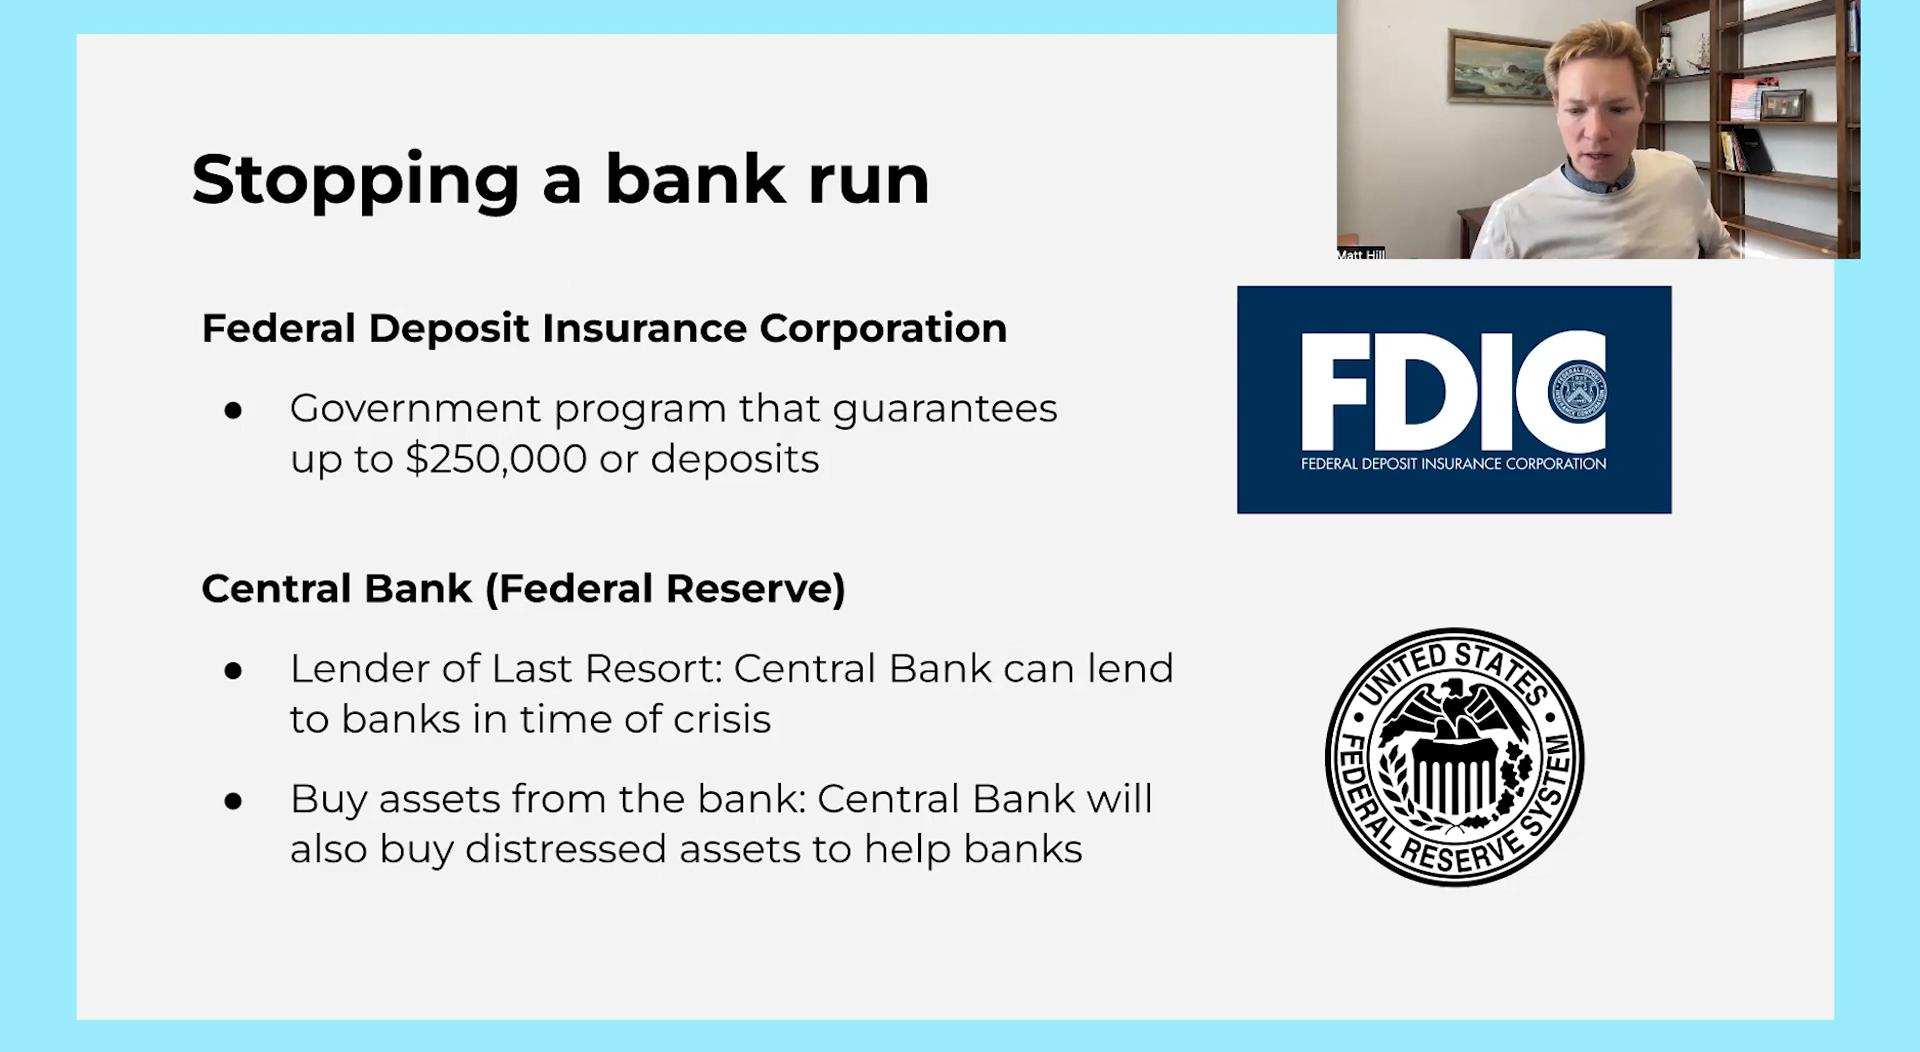 Stopping a bank run
Matt Hill
Federal Deposit Insurance Corporation
● Government program that guarantees
up to $250,000 or deposits
FDIC
FEDERAL DEPOSIT INSURANCE CORPORATION
Central Bank (Federal Reserve)
● Lender of Last Resort: Central Bank can lend
to banks in time of crisis
● Buy assets from the bank: Central Bank will
also buy distressed assets to help banks
UNITED STATES
FEDERAL RESERVE SYSTEM